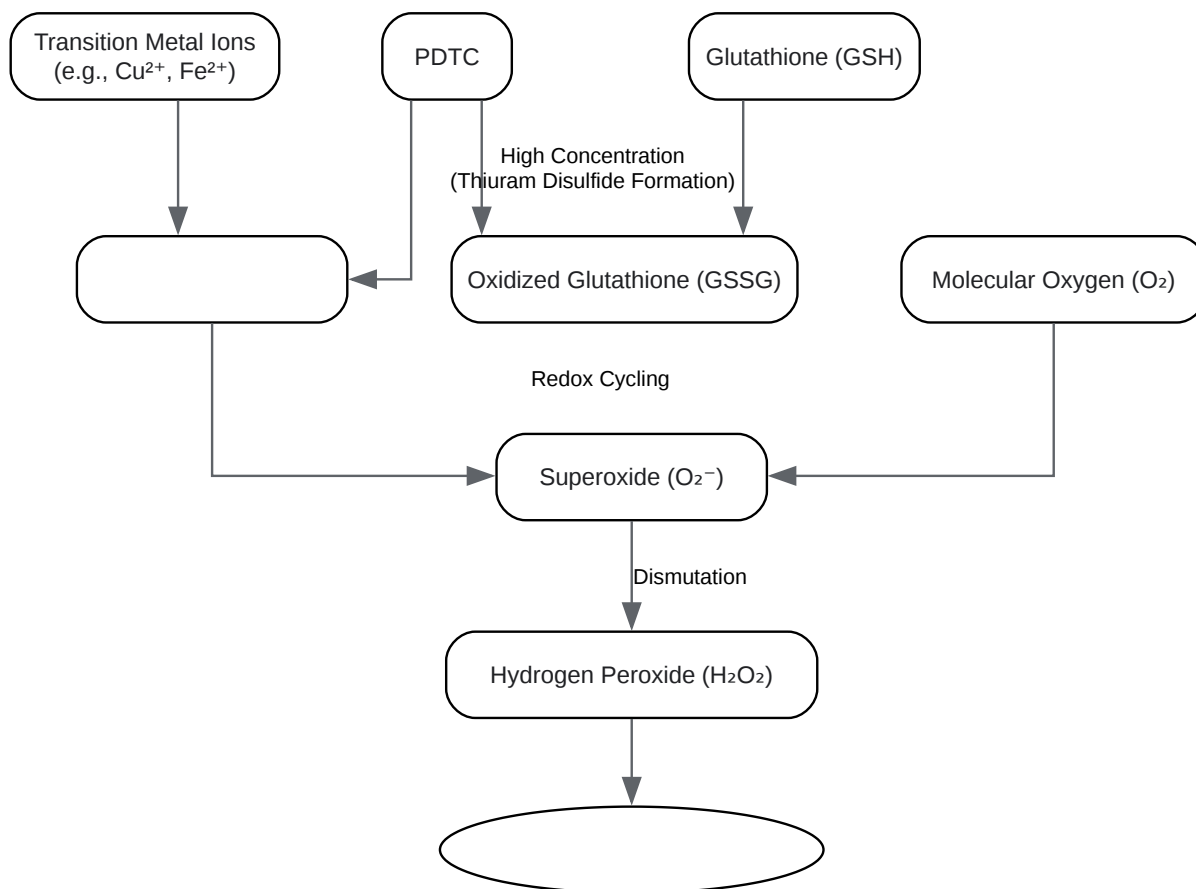 Transition Metal Ions
(e.g., Cu²⁺, Fe²⁺)
PDTC
Glutathione (GSH)
High Concentration
(Thiuram Disulfide Formation)
Oxidized Glutathione (GSSG)
Molecular Oxygen (O₂)
Redox Cycling
Superoxide (O₂⁻)
Dismutation
Hydrogen Peroxide (H₂O₂)